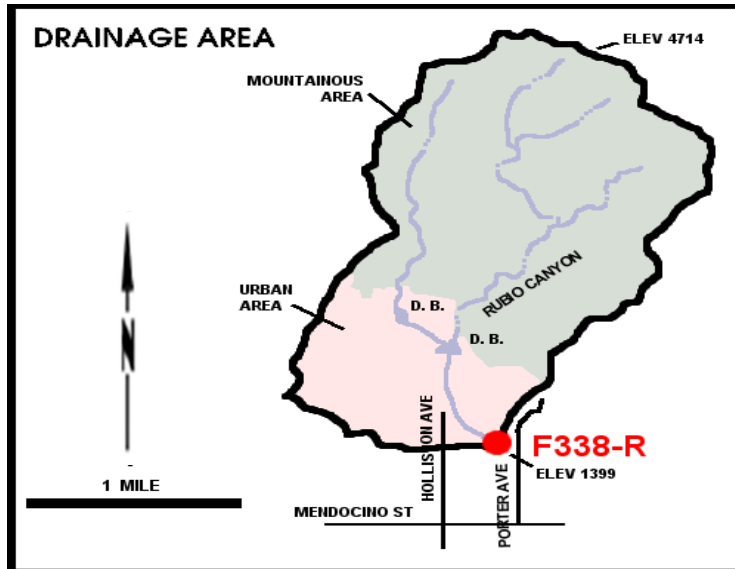 DRAINAGE AREA
ELEV 4714
MOUNTAINOUS
AREA
RUBIO CANYON
URBAN
AREA
D. B.
D. B.
N
HOLLISTON AVE
F338-R
ELEV 1399
PORTER AVE
1 MILE
MENDOCINO ST